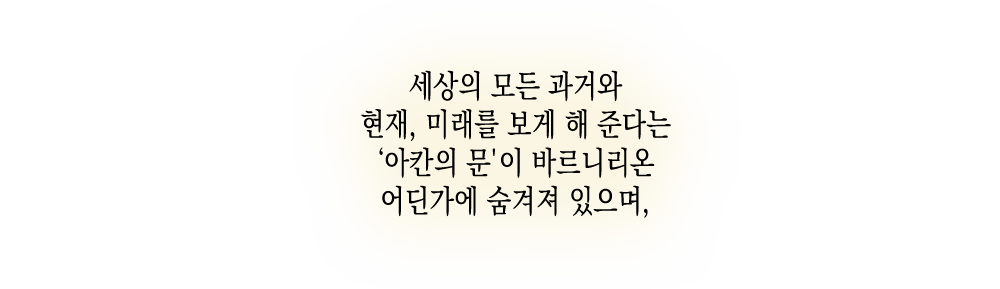 세상의 모든 과거와
현재, 미래를 보게 해 준다는
‘아칸의 문'이 바르니리온
어딘가에 숨겨져 있으며,